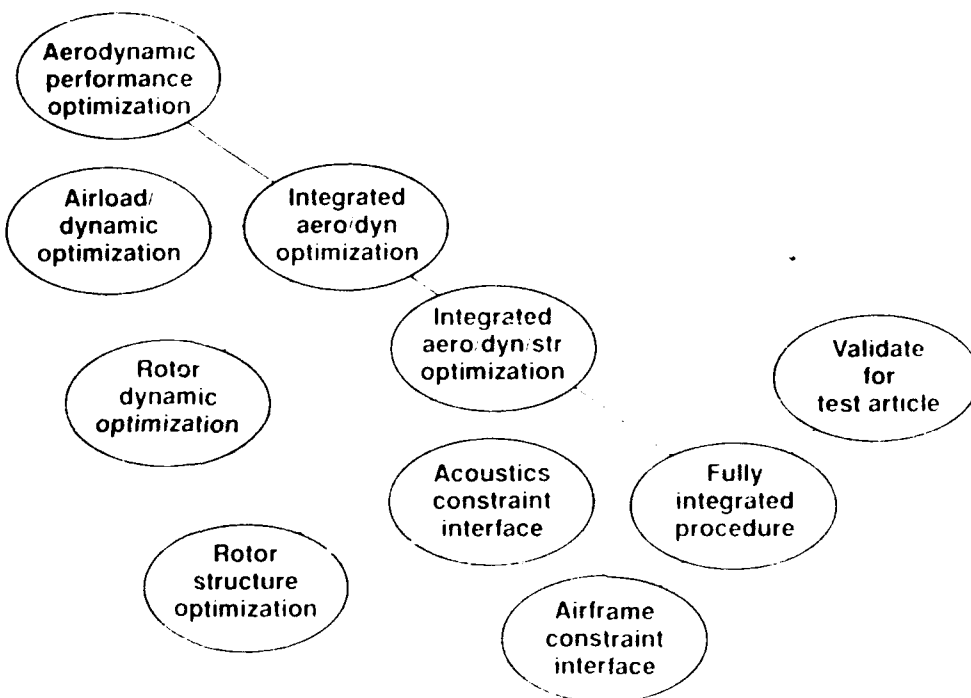 Aerodynamic
performance
optimization
Airload/
dynamic
optimization
Integrated
aero/dyn
optimization
Integrated
aero/dyn/str
optimization
Validate
for
test article
Rotor
dynamic
optimization
Acoustics
constraint
interface
Fully
integrated
procedure
Rotor
structure
optimization
Airframe
constraint
interface